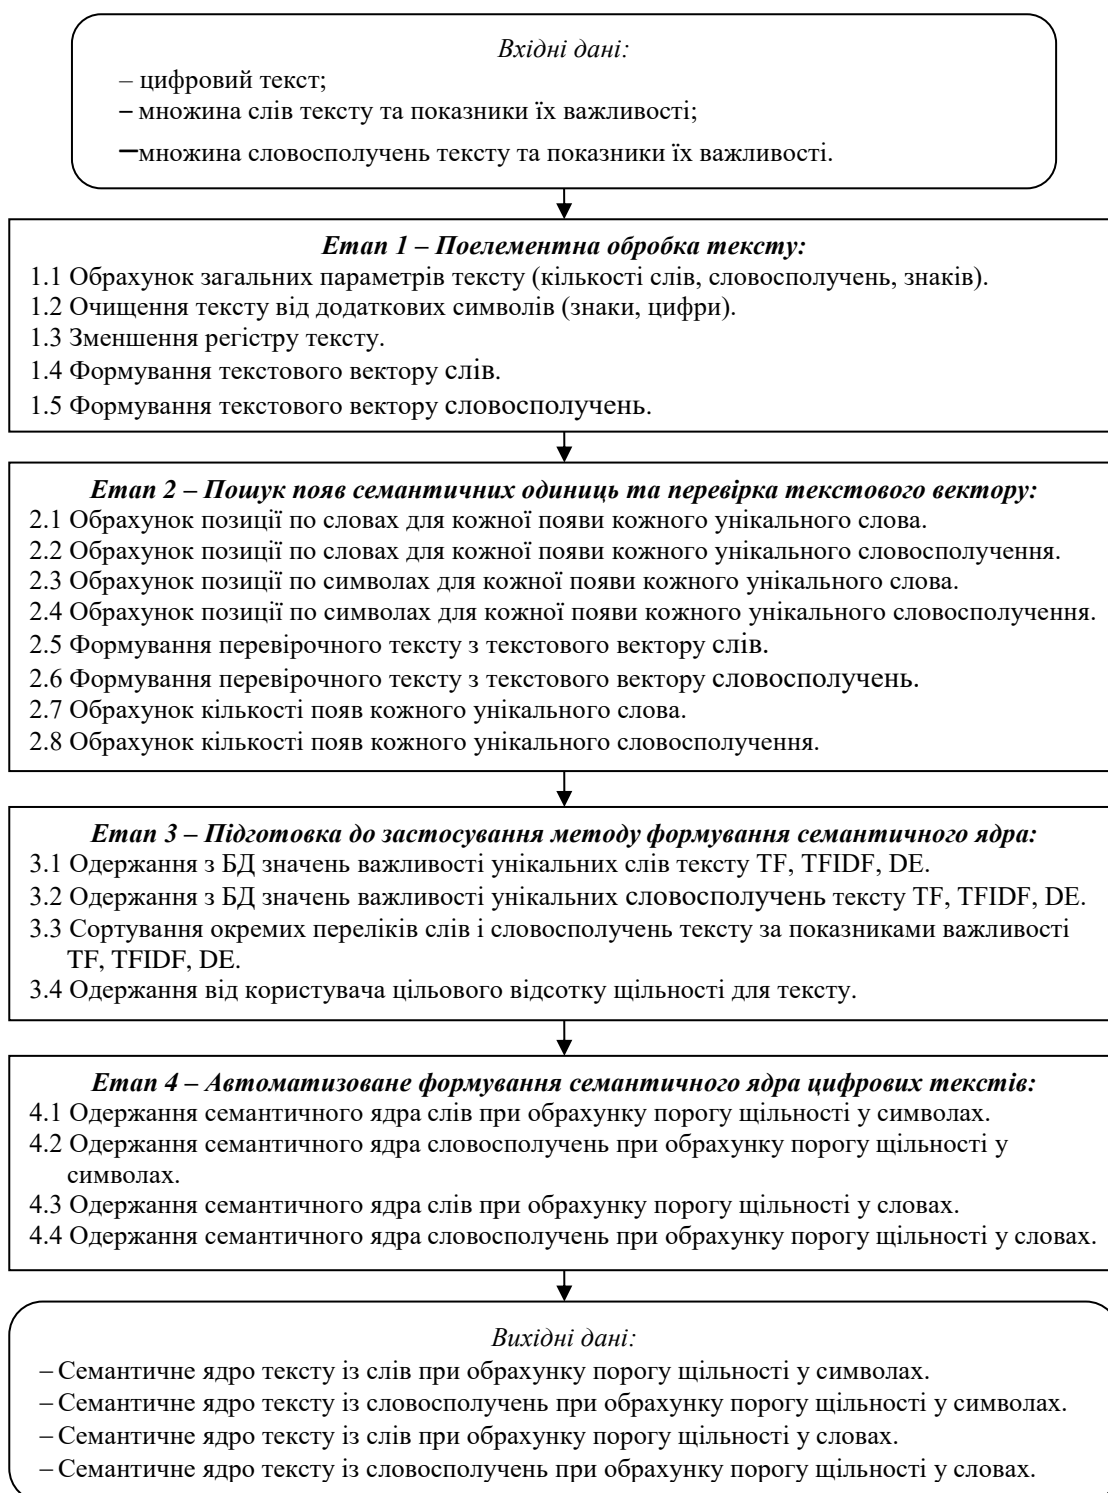 Вхідні дані:
– цифровий текст;
– множина слів тексту та показники їх важливості;
– множина словосполучень тексту та показники їх важливості.
Етап 1 – Поелементна обробка тексту:
1.1 Обрахунок загальних параметрів тексту (кількості слів, словосполучень, знаків).
1.2 Очищення тексту від додаткових символів (знаки, цифри).
1.3 Зменшення регістру тексту.
1.4 Формування текстового вектору слів.
1.5 Формування текстового вектору словосполучень.
Етап 2 – Пошук появ семантичних одиниць та перевірка текстового вектору:
2.1 Обрахунок позиції по словах для кожної появи кожного унікального слова.
2.2 Обрахунок позиції по словах для кожної появи кожного унікального словосполучення.
2.3 Обрахунок позиції по символах для кожної появи кожного унікального слова.
2.4 Обрахунок позиції по символах для кожної появи кожного унікального словосполучення.
2.5 Формування перевірочного тексту з текстового вектору слів.
2.6 Формування перевірочного тексту з текстового вектору словосполучень.
2.7 Обрахунок кількості появ кожного унікального слова.
2.8 Обрахунок кількості появ кожного унікального словосполучення.
Етап 3 – Підготовка до застосування методу формування семантичного ядра:
3.1 Одержання з БД значень важливості унікальних слів тексту TF, TFIDF, DE.
3.2 Одержання з БД значень важливості унікальних словосполучень тексту TF, TFIDF, DE.
3.3 Сортування окремих переліків слів і словосполучень тексту за показниками важливості
TF, TFIDF, DE.
3.4 Одержання від користувача цільового відсотку щільності для тексту.
Етап 4 – Автоматизоване формування семантичного ядра цифрових текстів:
4.1 Одержання семантичного ядра слів при обрахунку порогу щільності у символах.
4.2 Одержання семантичного ядра словосполучень при обрахунку порогу щільності у
символах.
4.3 Одержання семантичного ядра слів при обрахунку порогу щільності у словах.
4.4 Одержання семантичного ядра словосполучень при обрахунку порогу щільності у словах.
Вихідні дані:
– Семантичне ядро тексту із слів при обрахунку порогу щільності у символах.
– Семантичне ядро тексту із словосполучень при обрахунку порогу щільності у символах.
– Семантичне ядро тексту із слів при обрахунку порогу щільності у словах.
– Семантичне ядро тексту із словосполучень при обрахунку порогу щільності у словах.